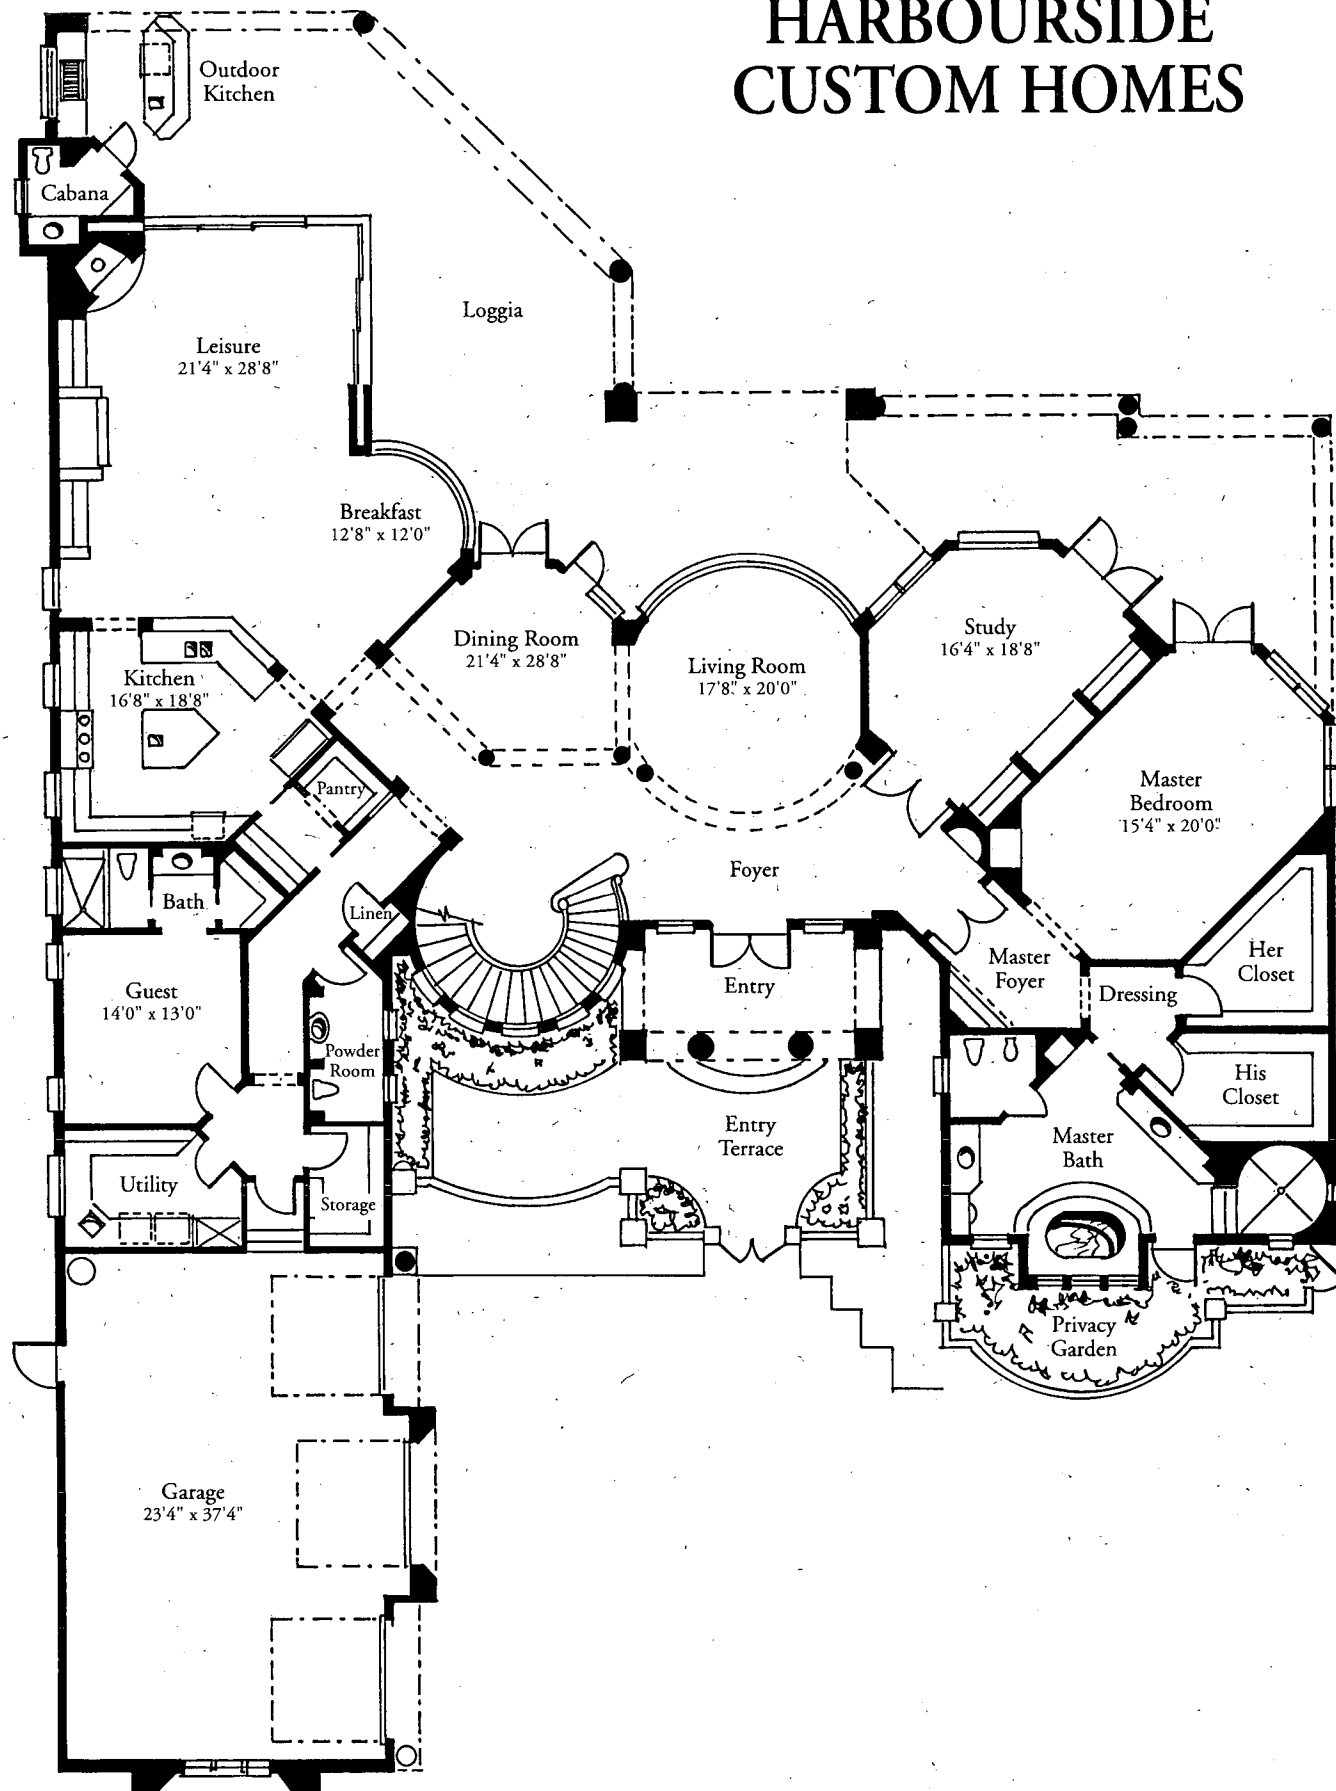 HARBOURSIDE
CUSTOM HOMES
Outdoor
Kitchen
Cabana
Loggia
Leisure
21'4" x 28'8"
Breakfast
12'8" x 12'0"
Dining Room
21'4" x 28'8"
Living Room
17'8" x 20'0"
Study
16'4" x 18'8"
Kitchen
16'8" x 18'8"
Pantry
Master
Bedroom
15'4" x 20'0"
Foyer
Bath
Linen
Master
Foyer
Her
Closet
Dressing
Entry
Guest
14'0" x 13'0"
Powder
Room
His
Closet
Entry
Terrace
Master
Bath
Utility
Storage
Privacy
Garden
Garage
23'4" x 37'4"